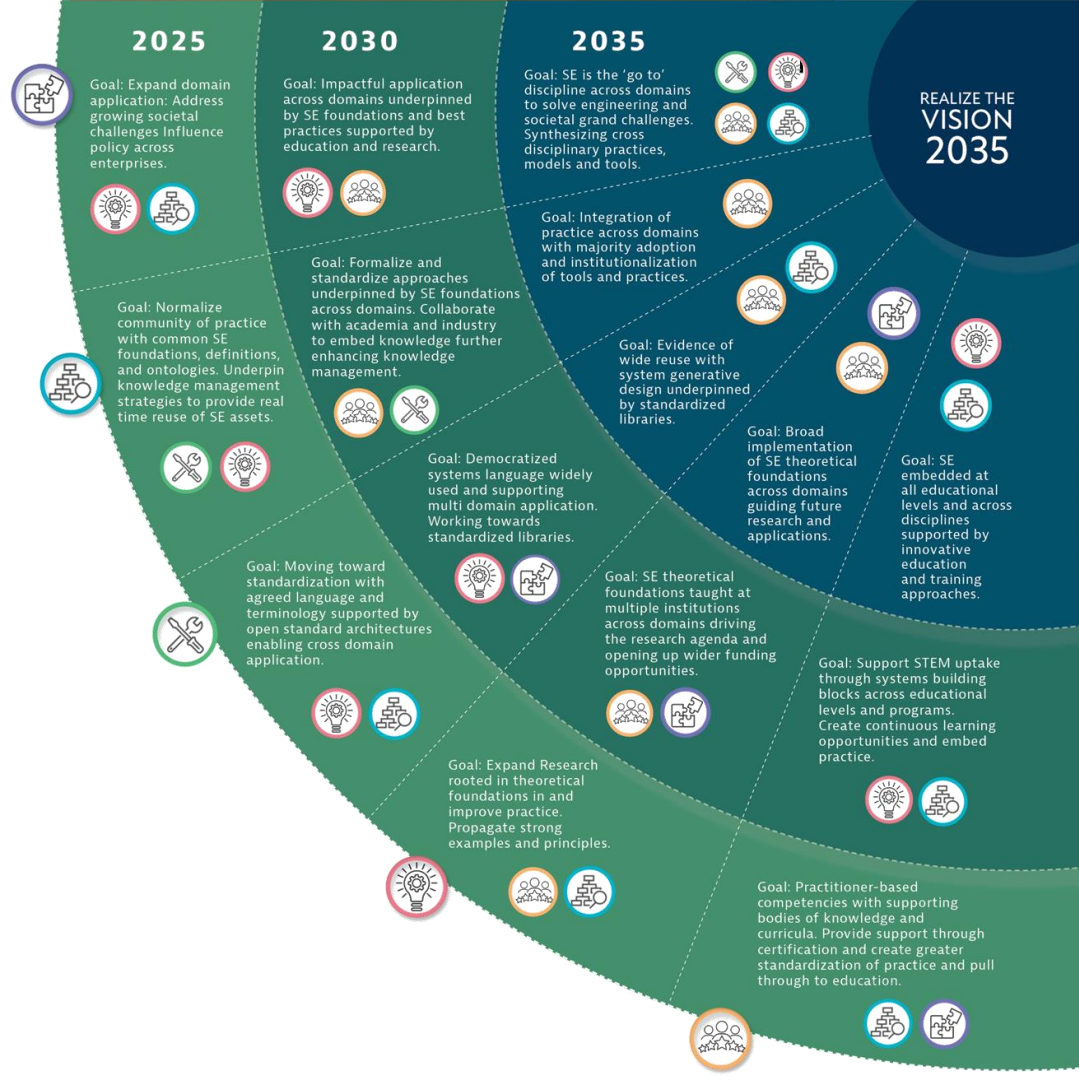 2025
Goal: Expand domain
application: Address
growing societal
challenges Influence
policy across
enterprises.
2030
Goal: Impactful application
across domains underpinned
by SE foundations and best
practices supported by
education and research.
2035
Goal: SE is the ‘go to’
discipline across domains
to solve engineering and
societal grand challenges.
Synthesizing cross
disciplinary practices,
models and tools.
REALIZE THE
VISION
2035
Goal: Normalize
community of practice
with common SE
foundations, definitions,
and ontologies. Underpin
knowledge management
strategies to provide real
time reuse of SE assets.
Goal: Formalize and
standardize approaches
underpinned by SE foundations
across domains. Collaborate
with academia and industry
to embed knowledge further
enhancing knowledge
management.
Goal: Integration of
practice across domains
with majority adoption
and institutionalization
of tools and practices.
Goal: Moving toward
standardization with
agreed language and
terminology supported by
open standard architectures
enabling cross domain
application.
Goal: Democratized
systems language widely
used and supporting
multi domain application.
Working towards
standardized libraries.
Goal: Evidence of
wide reuse with
system generative
design underpinned
by standardized
libraries.
Goal: Expand Research
rooted in theoretical
foundations in and
improve practice.
Propagate strong
examples and principles.
Goal: SE theoretical
foundations taught at
multiple institutions
across domains driving
the research agenda and
opening up wider funding
opportunities.
Goal: Broad
implementation
of SE theoretical
foundations
across domains
guiding future
research and
applications.
Goal: Practitioner-based
competencies with supporting
bodies of knowledge and
curricula. Provide support through
certification and create greater
standardization of practice and pull
through to education.
Goal: Support STEM uptake
through systems building
blocks across educational
levels and programs.
Create continuous learning
opportunities and embed
practice.
Goal: SE
embedded at
all educational
levels and across
disciplines
supported by
innovative
education
and training
approaches.